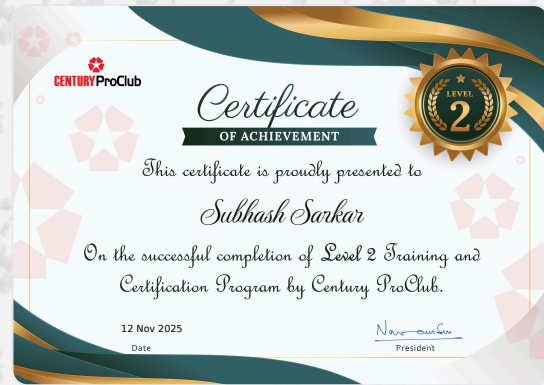 CENTURY ProClub
LEVEL
2
Certificate
OF ACHIEVEMENT
This certificate is proudly presented to
Subhash Sarkar
On the successful completion of Level 2 Training and
Certification Program by Century ProClub.
12 Nov 2025
Date
President